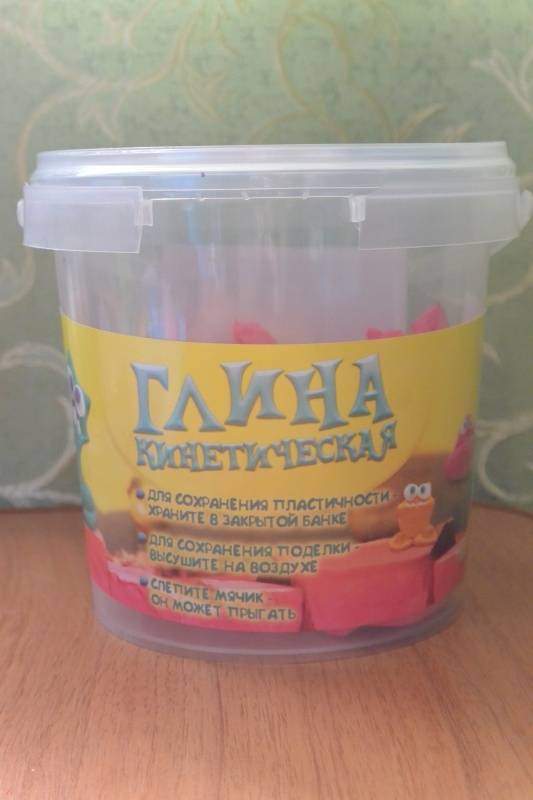 ГЛИНА
КИНЕТИЧЕСКАЯ
ДЛЯ СОХРАНЕНИЯ ПЛАСТИЧНОСТИ -
ХРАНИТЕ В ЗАКРЫТОЙ БАНКЕ
ДЛЯ СОХРАНЕНИЯ ПОДЕЛКИ -
ВЫСУШИТЕ НА ВОЗДУХЕ
СЛЕПИТЕ МЯЧИК -
ОН МОЖЕТ ПРЫГАТЬ